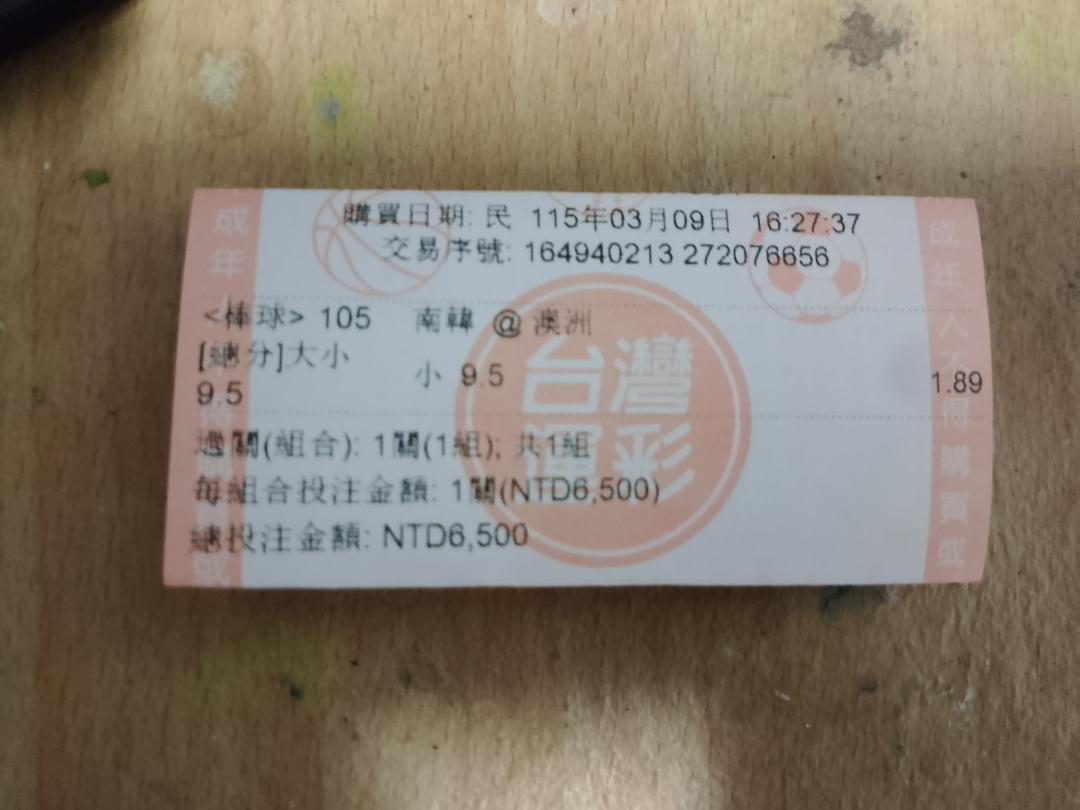 購買日期: 民 115年03月09日 16:27:37
交易序號: 164940213 272076656
<棒球> 105 南韓 @ 澳洲
[總分]大小
9.5
小 9.5
1.89
過關(組合): 1關(1組); 共1組
每組合投注金額: 1關(NTD6,500)
總投注金額: NTD6,500
台灣
運彩
成年
或
成年人不得購買或